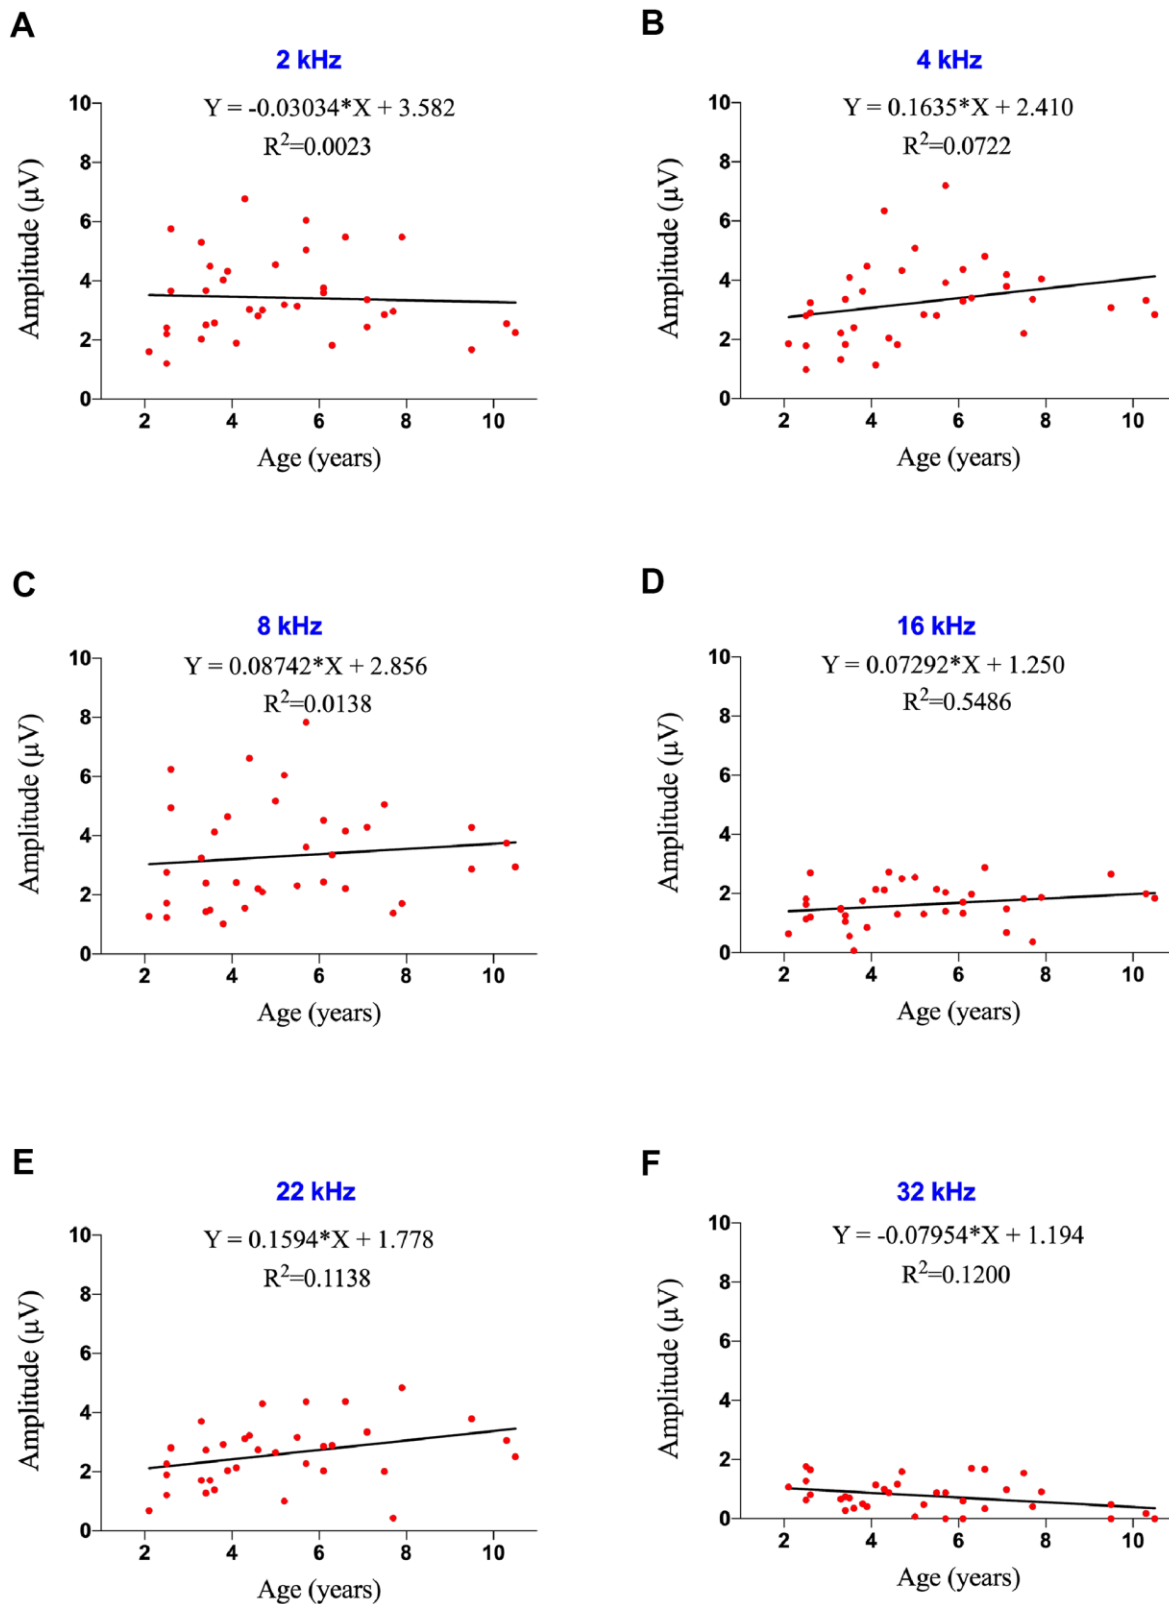 A
2 kHz
Y = -0.03034*X + 3.582
R²=0.0023
10
8
6
4
2
0
Amplitude (µV)
2 4 6 8 10
Age (years)
B
4 kHz
Y = 0.1635*X + 2.410
R²=0.0722
10
8
6
4
2
0
Amplitude (µV)
2 4 6 8 10
Age (years)
C
8 kHz
Y = 0.08742*X + 2.856
R²=0.0138
10
8
6
4
2
0
Amplitude (µV)
2 4 6 8 10
Age (years)
D
16 kHz
Y = 0.07292*X + 1.250
R²=0.5486
10
8
6
4
2
0
Amplitude (µV)
2 4 6 8 10
Age (years)
E
22 kHz
Y = 0.1594*X + 1.778
R²=0.1138
10
8
6
4
2
0
Amplitude (µV)
2 4 6 8 10
Age (years)
F
32 kHz
Y = -0.07954*X + 1.194
R²=0.1200
10
8
6
4
2
0
Amplitude (µV)
2 4 6 8 10
Age (years)